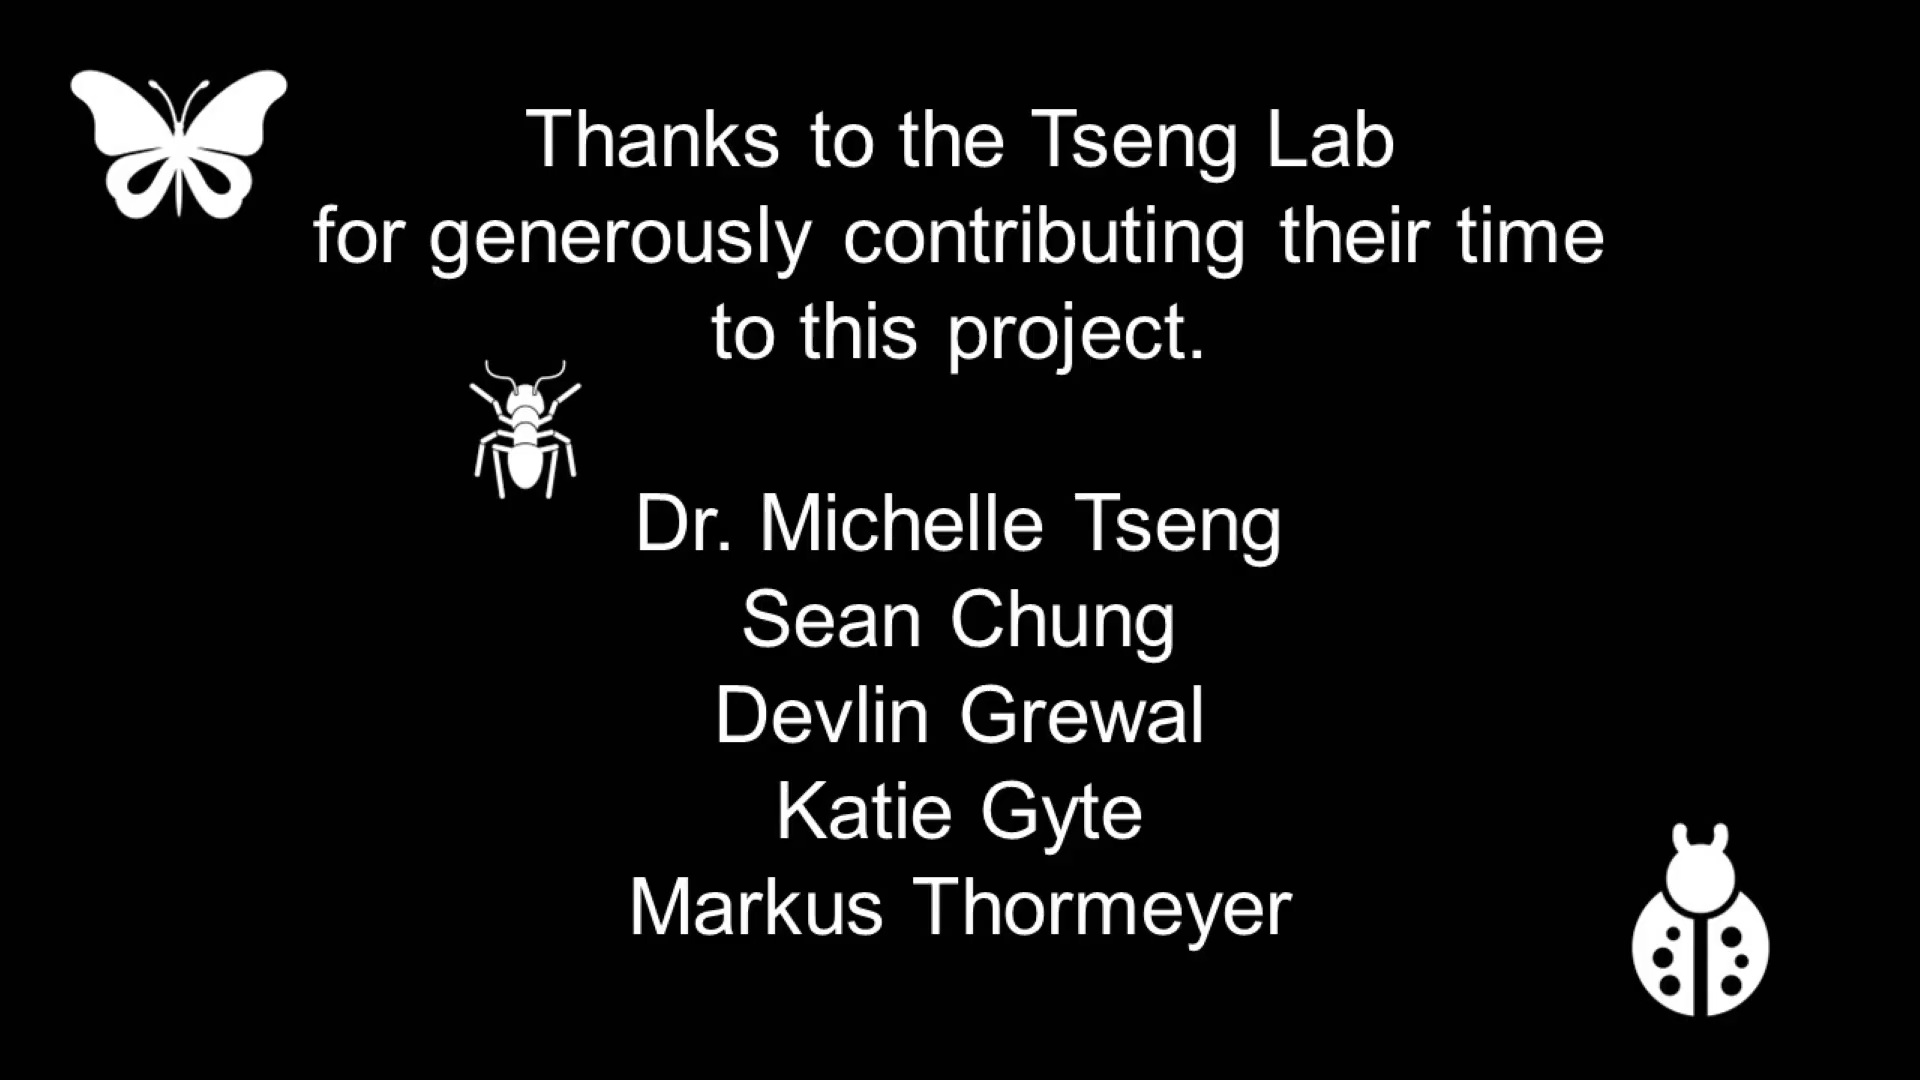 Thanks to the Tseng Lab
for generously contributing their time
to this project.
Dr. Michelle Tseng
Sean Chung
Devlin Grewal
Katie Gyte
Markus Thormeyer